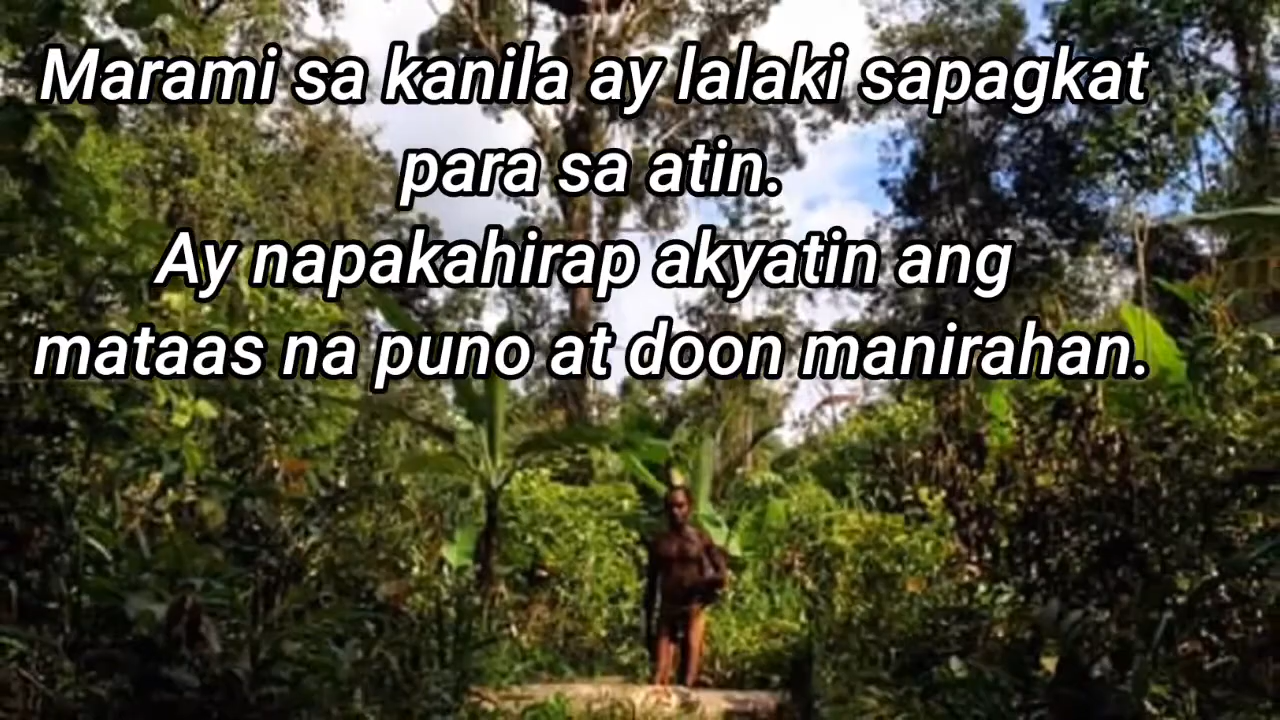 Marami sa kanila ay lalaki sapagkat
para sa atin.
Ay napakahirap akyatin ang
mataas na puno at doon manirahan.